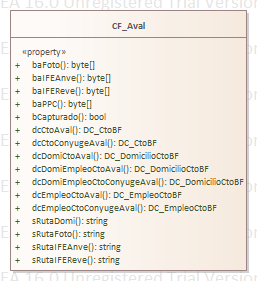 EA 16.0 Unregistered Trial Version
CF_Aval
«property»
+ baFoto(): byte[]
+ baIFEAnve(): byte[]
+ baIFEReve(): byte[]
+ baPPC(): byte[]
+ bCapturado(): bool
+ dcCtoAval(): DC_CtoBF
+ dcCtoConyugeAval(): DC_CtoBF
+ dcDomiCtoAval(): DC_DomicilioCtoBF
+ dcDomiEmpleoCtoAval(): DC_DomicilioCtoBF
+ dcDomiEmpleoCtoConyugeAval(): DC_DomicilioCtoBF
+ dcEmpleoCtoAval(): DC_EmpleoCtoBF
+ dcEmpleoCtoConyugeAval(): DC_EmpleoCtoBF
+ sRutaDomi(): string
+ sRutaFoto(): string
+ sRutaIFEAnve(): string
+ sRutaIFEReve(): string
EA 16.0 Unregistered Trial Version